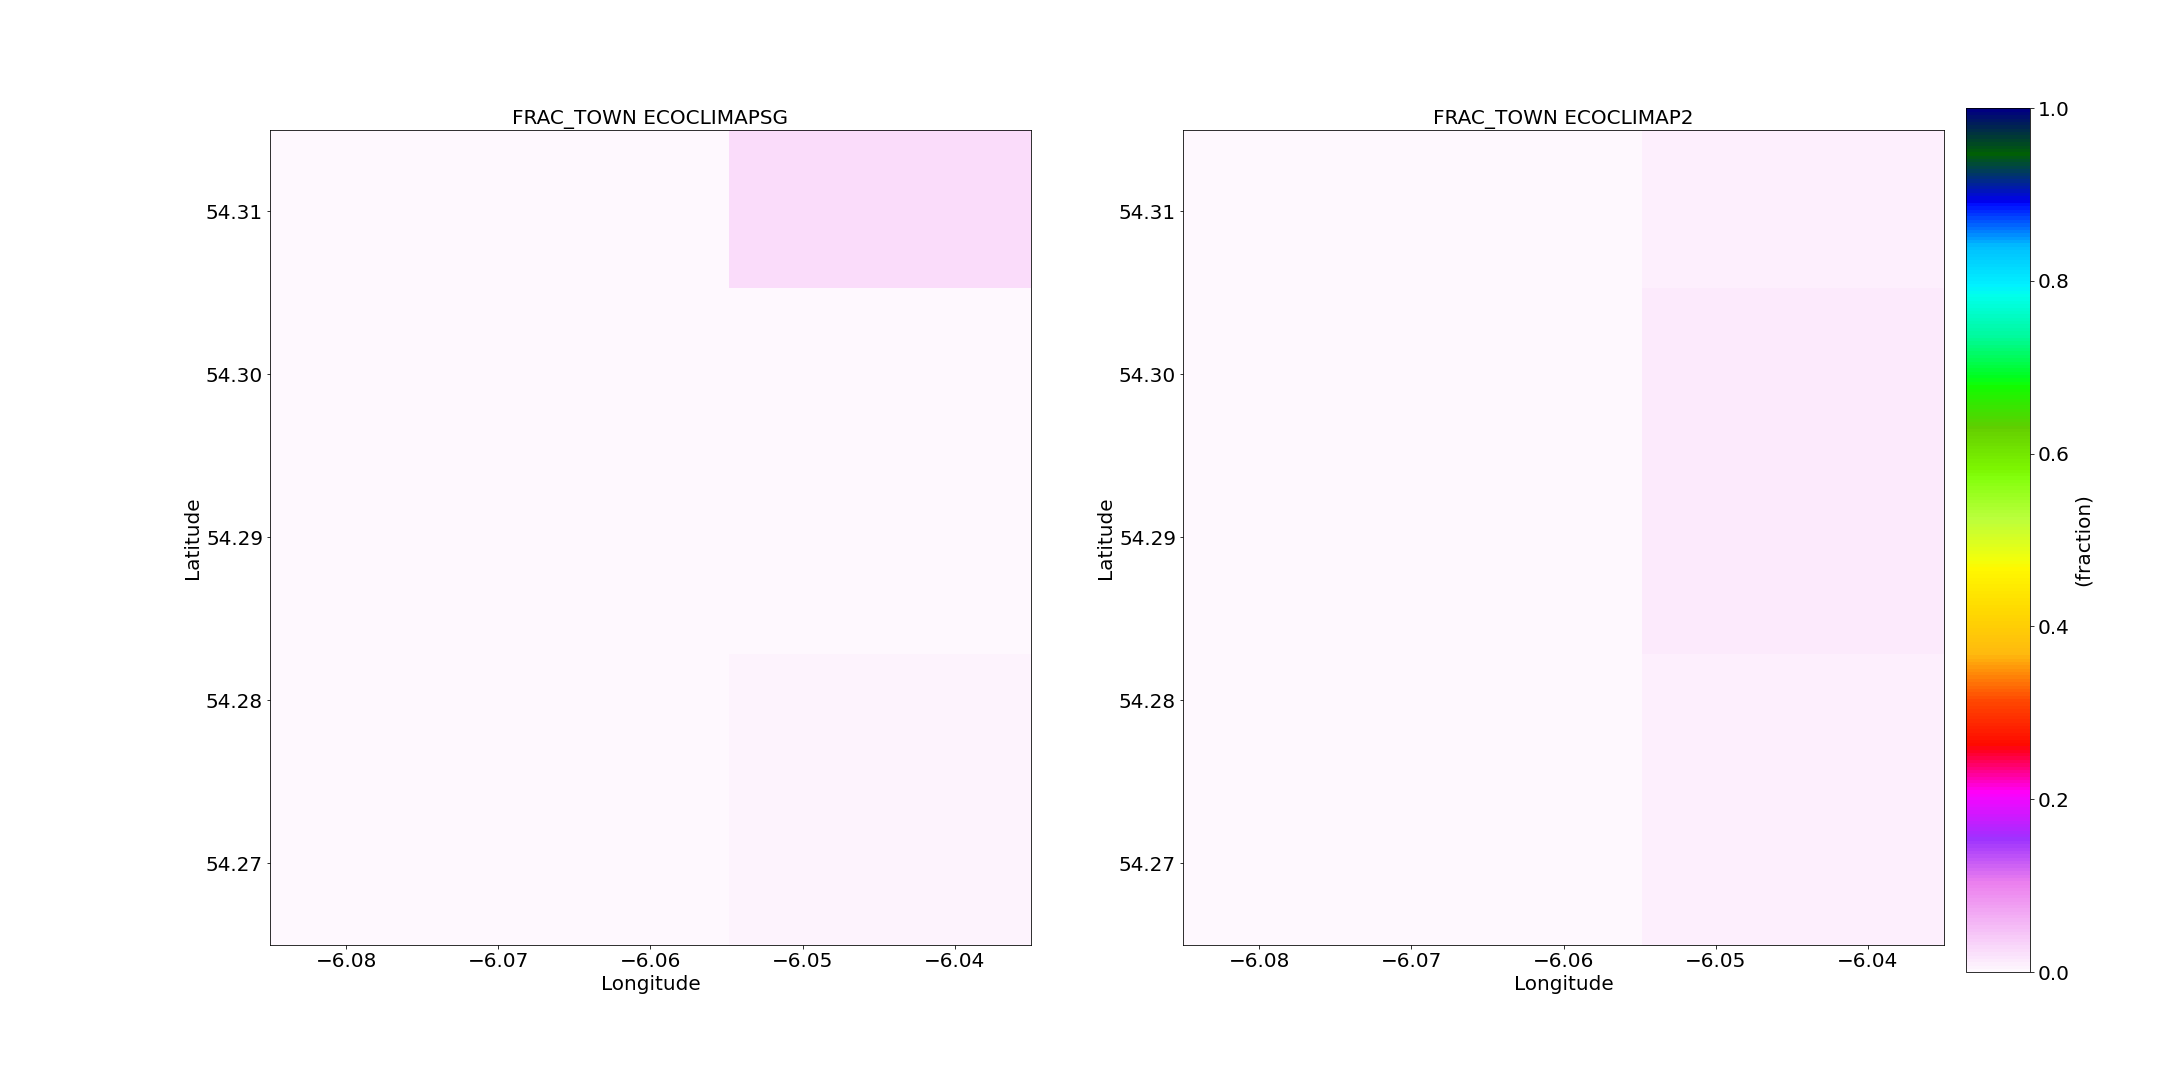 FRAC_TOWN ECOCLIMAPSG
54.31
54.30
54.29
54.28
54.27
Latitude
−6.08 −6.07 −6.06 −6.05 −6.04
Longitude
FRAC_TOWN ECOCLIMAP2
54.31
54.30
54.29
54.28
54.27
Latitude
−6.08 −6.07 −6.06 −6.05 −6.04
Longitude
1.0
0.8
0.6
0.4
0.2
0.0
(fraction)